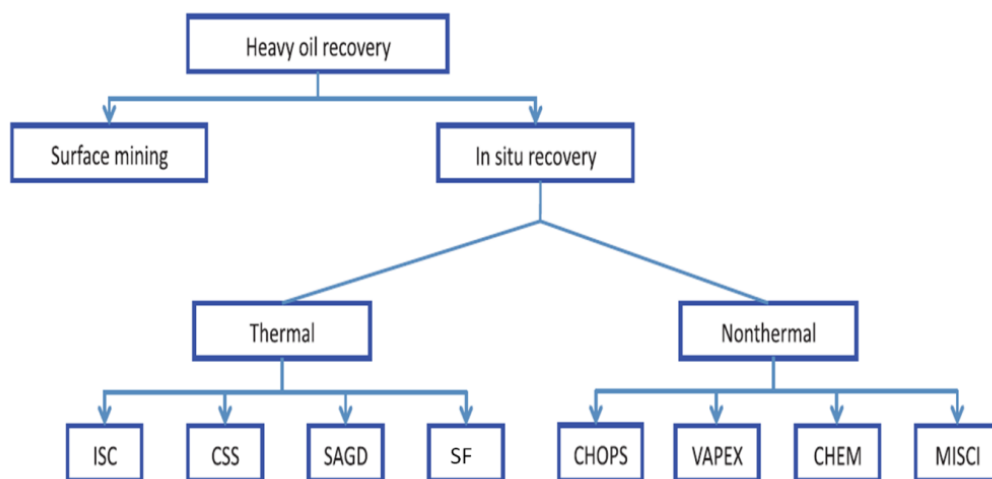 Heavy oil recovery
Surface mining
In situ recovery
Thermal
Nonthermal
ISC
CSS
SAGD
SF
CHOPS
VAPEX
CHEM
MISCI